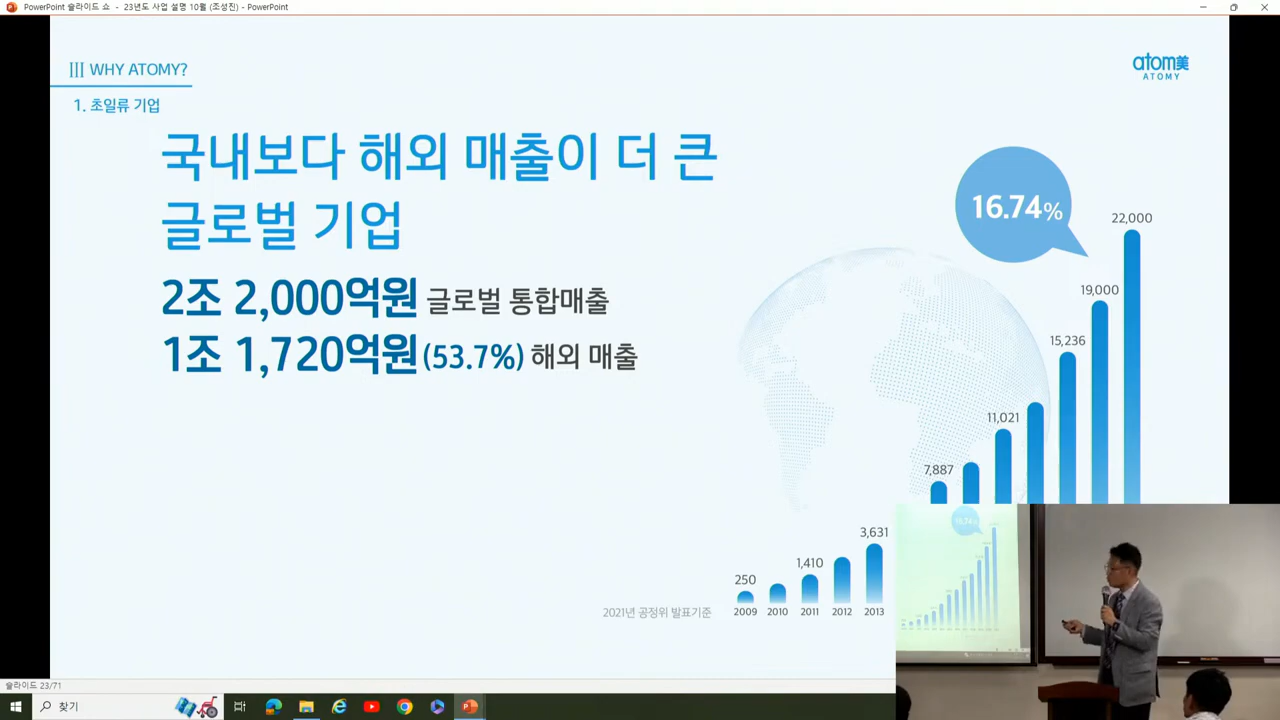 PowerPoint 슬라이드 쇼 - 23년도 사업 설명 10월 (조성진) - PowerPoint
III WHY ATOMY?
atom美
ATOMY
1. 초일류 기업
국내보다 해외 매출이 더 큰
글로벌 기업
2조 2,000억원 글로벌 통합매출
1조 1,720억원(53.7%) 해외 매출
16.74%
22,000
19,000
15,236
11,021
7,887
3,631
1,410
250
2009 2010 2011 2012 2013
2021년 공정위 발표기준
16.74%
슬라이드 23/71
찾기